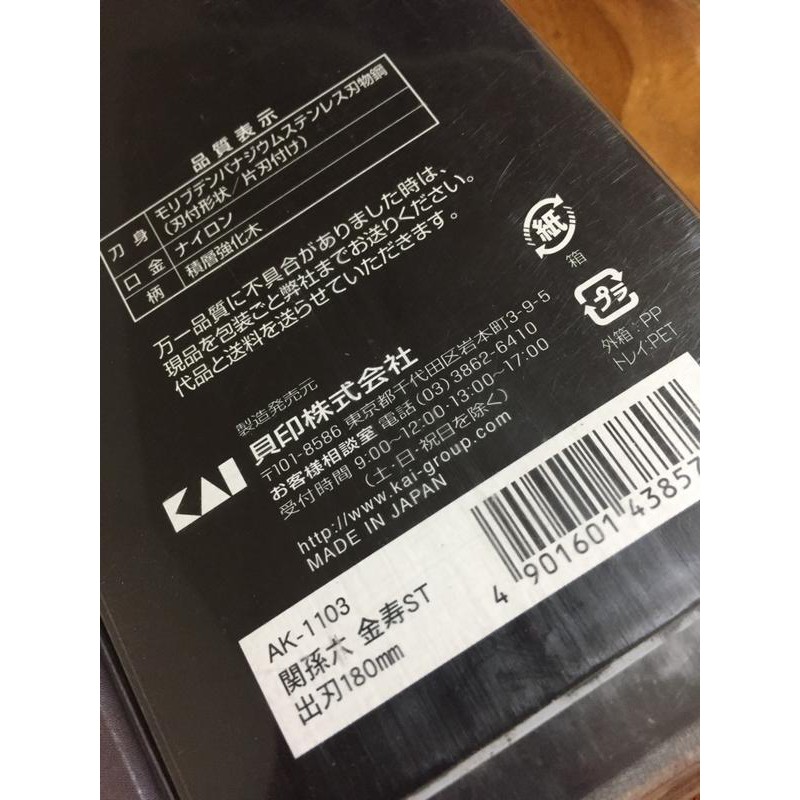 品質表示
刀身 モリブデンバナジウムステンレス刃物鋼
(刃付形状/片刃付け)
口金 ナイロン
柄 積層強化木
万一品質に不具合がありました時は、
現品を包装ごと弊社までお送りください。
代品と送料を送らせていただきます。
紙
箱
プラ
外箱:PP
トレイ:PET
製造発売元
KAI 貝印株式会社
〒101-8586 東京都千代田区岩本町3-9-5
お客様相談室 電話(03)3862-6410
受付時間 9:00~12:00・13:00~17:00
(土・日・祝日を除く)
http://www.kai-group.com
MADE IN JAPAN
AK-1103
関孫六 金寿ST
出刃180mm
4 901601 43857